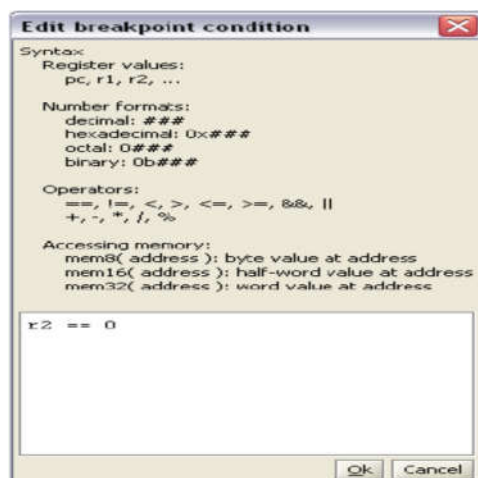 Edit breakpoint condition
Syntax
Register values:
pc, r1, r2, ...
Number formats:
decimal: ###
hexadecimal: 0x###
octal: 0###
binary: 0b###
Operators:
==, !=, <, >, <=, >=, &&, ||
+, -, *, /, %
Accessing memory:
mem8( address ): byte value at address
mem16( address ): half-word value at address
mem32( address ): word value at address
r2 == 0
Ok Cancel